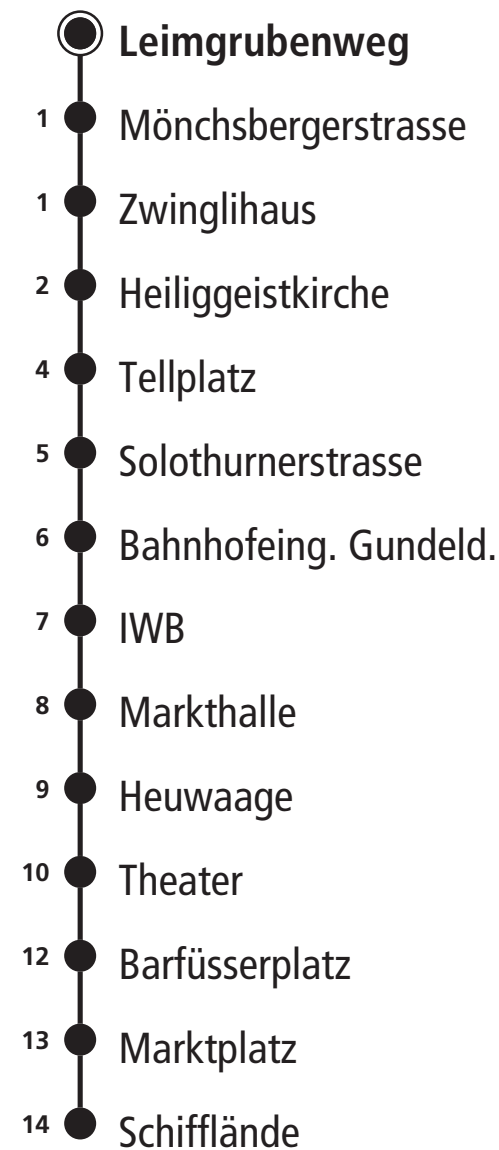 Leimgrubenweg
1 Mönchsbergerstrasse
1 Zwinglihaus
2 Heiliggeistkirche
4 Tellplatz
5 Solothurnerstrasse
6 Bahnhofeing. Gundeld.
7 IWB
8 Markthalle
9 Heuwaage
10 Theater
12 Barfüsserplatz
13 Marktplatz
14 Schifflände